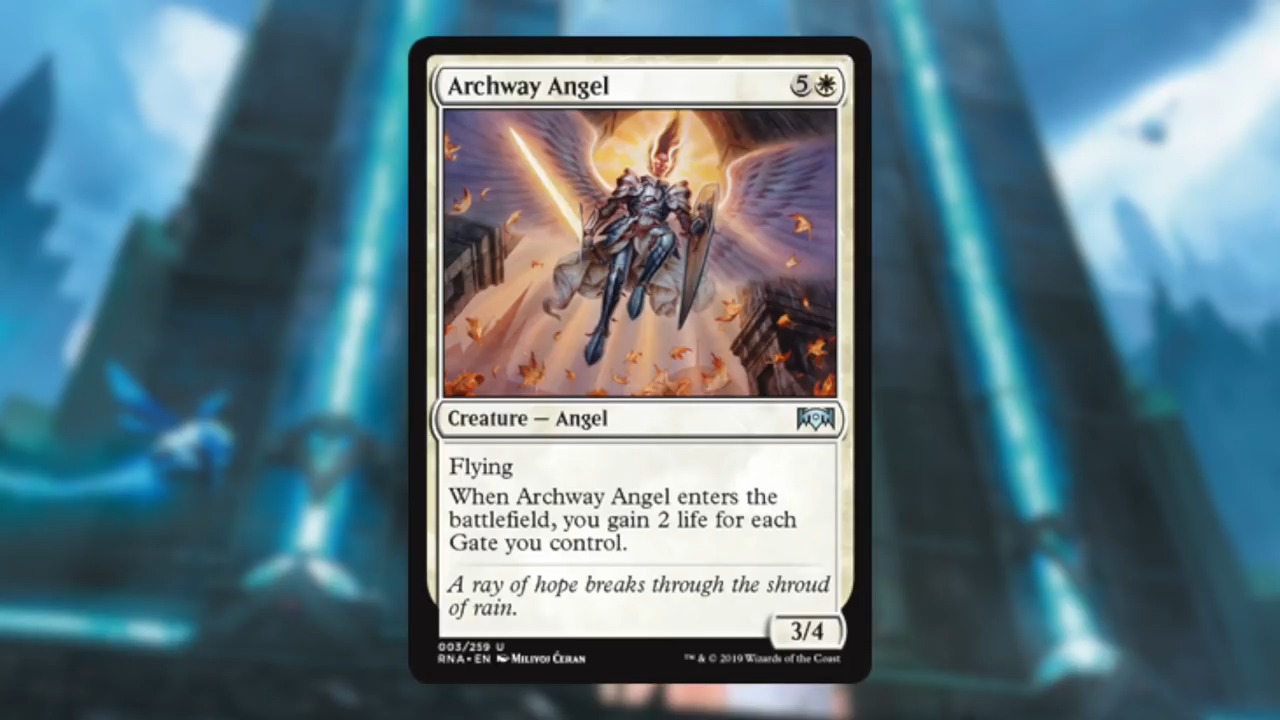 Archway Angel 5
Creature — Angel
Flying
When Archway Angel enters the
battlefield, you gain 2 life for each
Gate you control.
A ray of hope breaks through the shroud
of rain.
3/4
003/259 U
RNA • EN Milivoj Ćeran
™ & © 2019 Wizards of the Coast